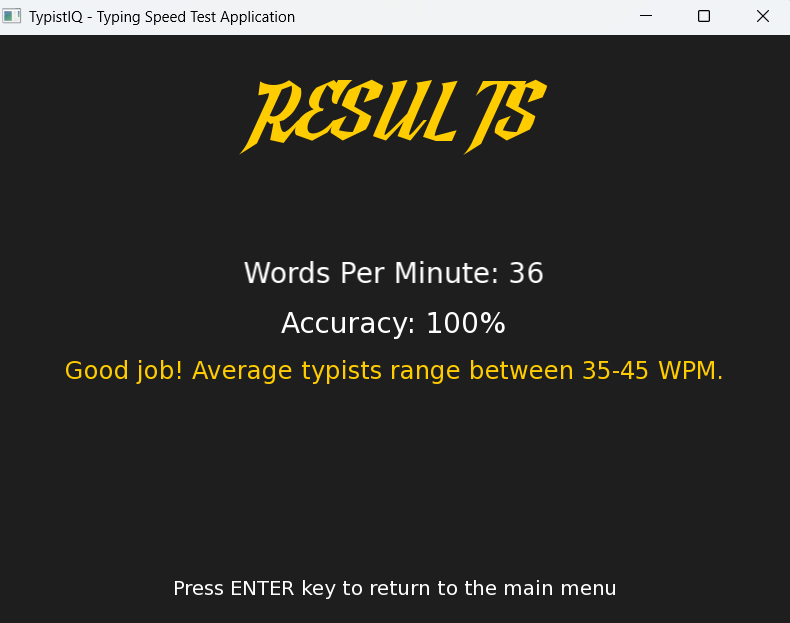 TypistIQ - Typing Speed Test Application
RESULTS
Words Per Minute: 36
Accuracy: 100%
Good job! Average typists range between 35-45 WPM.
Press ENTER key to return to the main menu